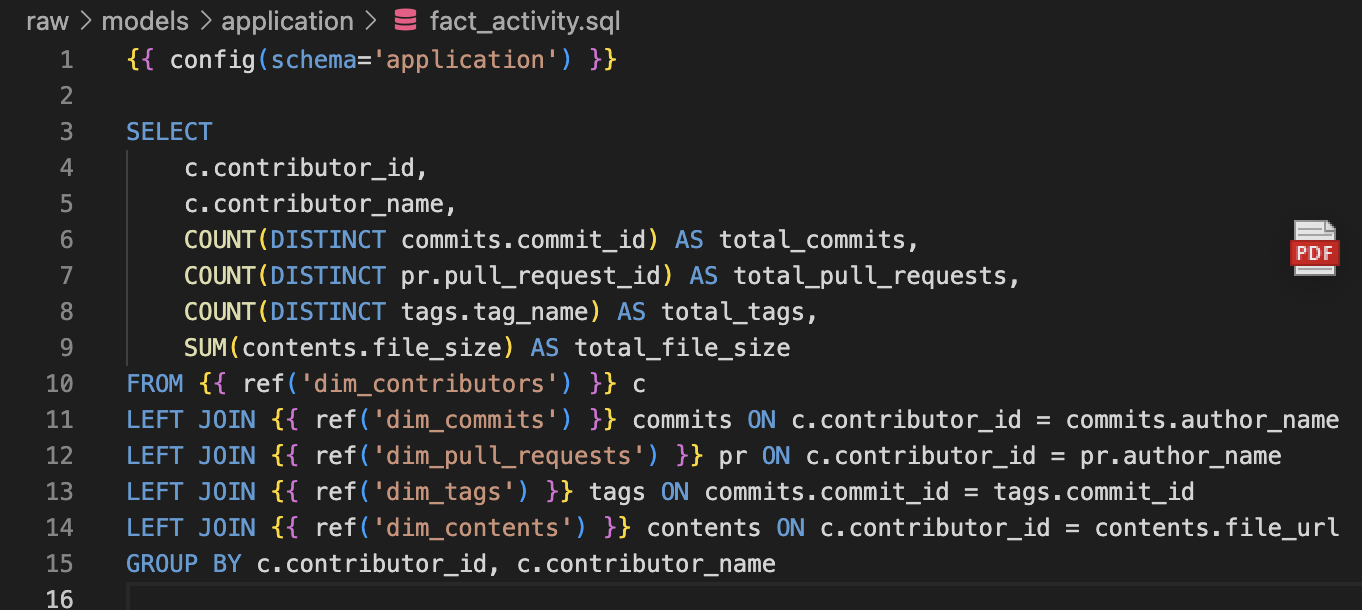 raw > models > application > fact_activity.sql
1 {{ config(schema='application') }}
2
3 SELECT
4 c.contributor_id,
5 c.contributor_name,
6 COUNT(DISTINCT commits.commit_id) AS total_commits,
7 COUNT(DISTINCT pr.pull_request_id) AS total_pull_requests,
8 COUNT(DISTINCT tags.tag_name) AS total_tags,
9 SUM(contents.file_size) AS total_file_size
10 FROM {{ ref('dim_contributors') }} c
11 LEFT JOIN {{ ref('dim_commits') }} commits ON c.contributor_id = commits.author_name
12 LEFT JOIN {{ ref('dim_pull_requests') }} pr ON c.contributor_id = pr.author_name
13 LEFT JOIN {{ ref('dim_tags') }} tags ON commits.commit_id = tags.commit_id
14 LEFT JOIN {{ ref('dim_contents') }} contents ON c.contributor_id = contents.file_url
15 GROUP BY c.contributor_id, c.contributor_name
16
PDF